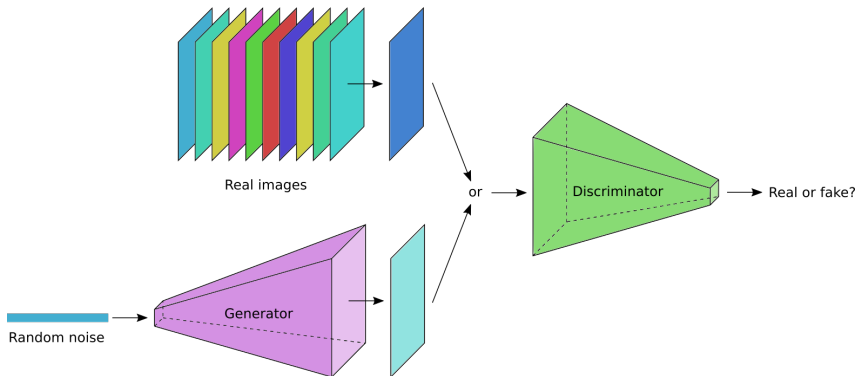 Real images
or
Discriminator
Real or fake?
Generator
Random noise